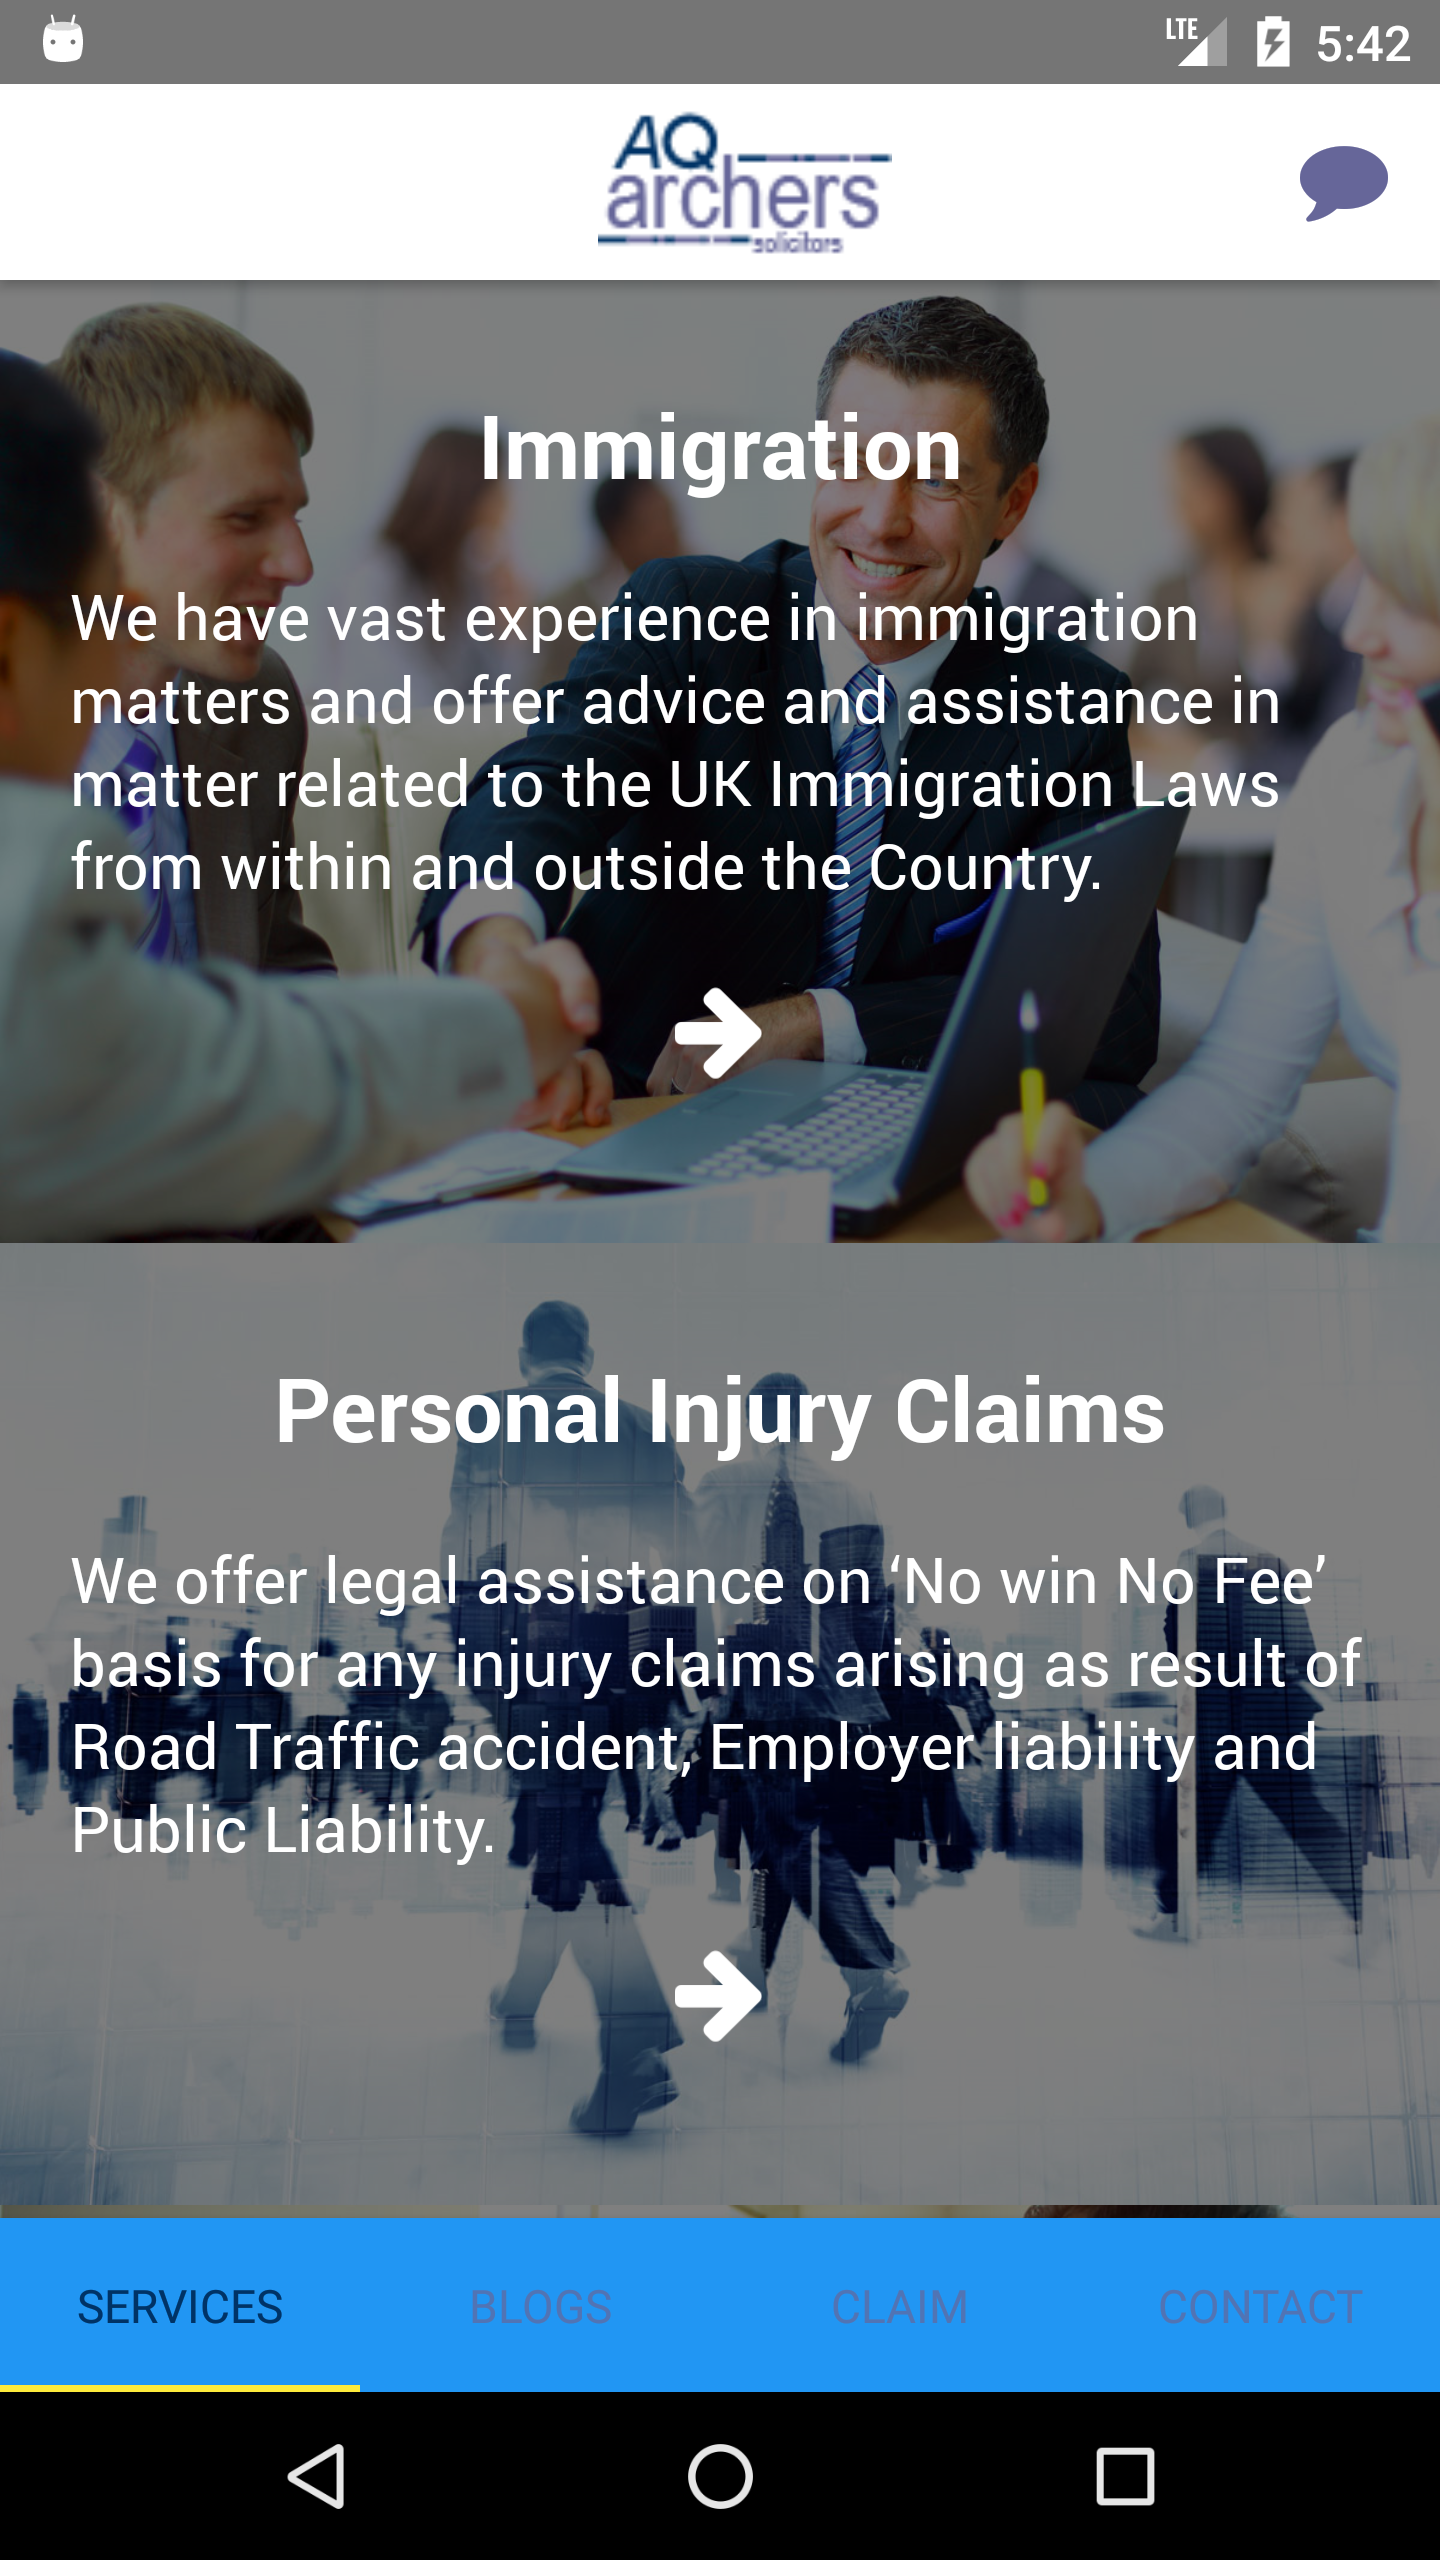 LTE 5:42
AQ
archers
solicitors
Immigration
We have vast experience in immigration
matters and offer advice and assistance in
matter related to the UK Immigration Laws
from within and outside the Country.
Personal Injury Claims
We offer legal assistance on ‘No win No Fee’
basis for any injury claims arising as result of
Road Traffic accident, Employer liability and
Public Liability.
SERVICES BLOGS CLAIM CONTACT